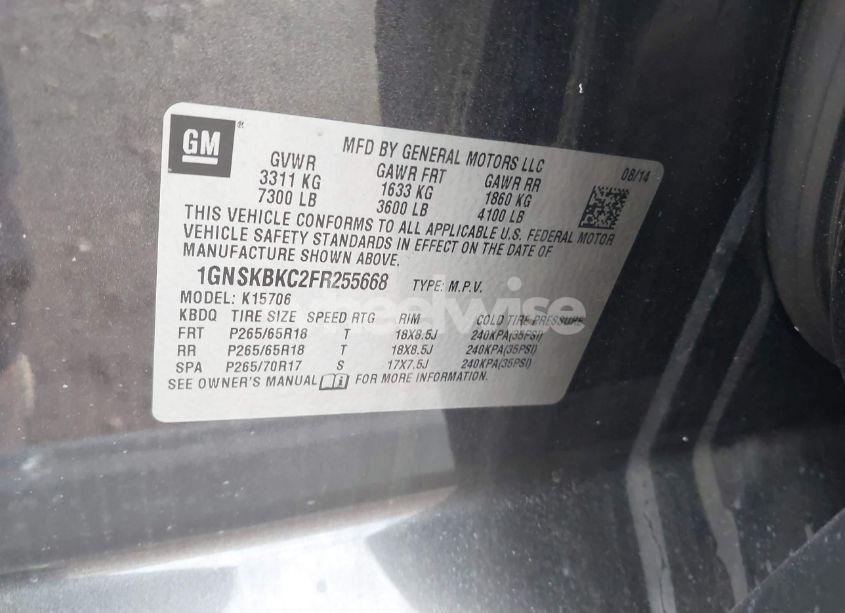 GM
MFD BY GENERAL MOTORS LLC
08/14
GVWR GAWR FRT GAWR RR
3311 KG 1633 KG 1860 KG
7300 LB 3600 LB 4100 LB
THIS VEHICLE CONFORMS TO ALL APPLICABLE U.S. FEDERAL MOTOR
VEHICLE SAFETY STANDARDS IN EFFECT ON THE DATE OF
MANUFACTURE SHOWN ABOVE.
1GNSKBKC2FR255668 TYPE: M.P.V.
MODEL: K15706
KBDQ TIRE SIZE SPEED RTG RIM COLD TIRE PRESSURE
FRT P265/65R18 T 18X8.5J 240KPA(35PSI)
RR P265/65R18 T 18X8.5J 240KPA(35PSI)
SPA P265/70R17 S 17X7.5J 240KPA(35PSI)
SEE OWNER'S MANUAL FOR MORE INFORMATION.
wheelwise